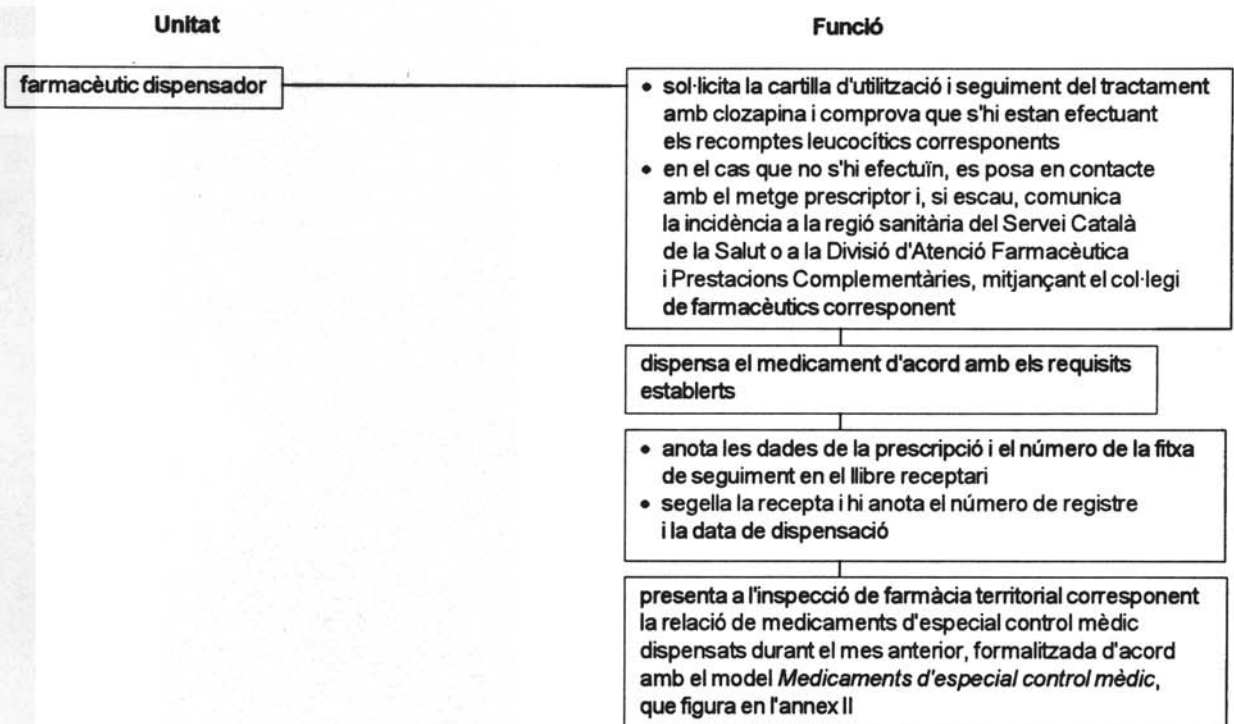 Unitat
Funció
farmacèutic dispensador
• sol·licita la cartilla d'utilització i seguiment del tractament
amb clozapina i comprova que s'hi estan efectuant
els recomptes leucocítics corresponents
• en el cas que no s'hi efectuïn, es posa en contacte
amb el metge prescriptor i, si escau, comunica
la incidència a la regió sanitària del Servei Català
de la Salut o a la Divisió d'Atenció Farmacèutica
i Prestacions Complementàries, mitjançant el col·legi
de farmacèutics corresponent
dispensa el medicament d'acord amb els requisits
establerts
• anota les dades de la prescripció i el número de la fitxa
de seguiment en el llibre receptari
• segella la recepta i hi anota el número de registre
i la data de dispensació
presenta a l'inspecció de farmàcia territorial corresponent
la relació de medicaments d'especial control mèdic
dispensats durant el mes anterior, formalitzada d'acord
amb el model Medicaments d'especial control mèdic,
que figura en l'annex II